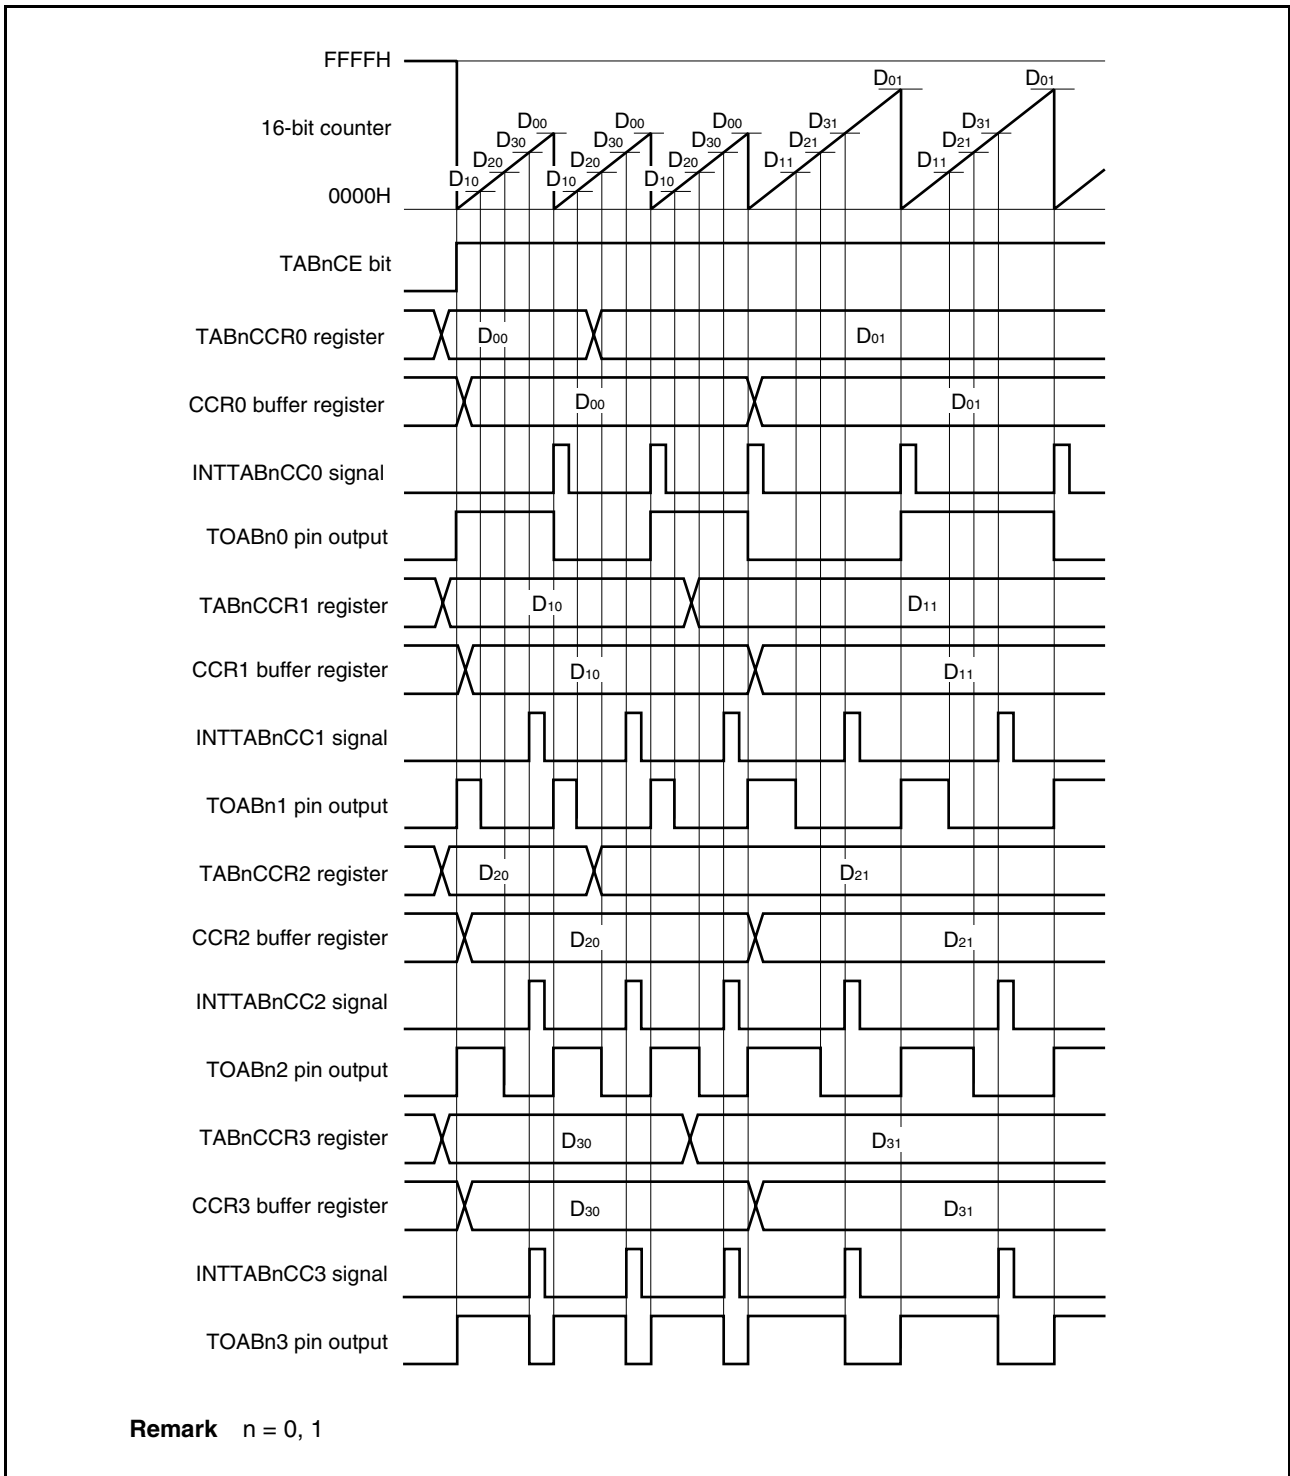 FFFFH
16-bit counter
0000H
D10 D20 D30 D00 D10 D20 D30 D00 D10 D20 D30 D00 D11 D21 D31 D01 D11 D21 D31 D01
TABnCE bit
TABnCCR0 register D00 D01
CCR0 buffer register D00 D01
INTTABnCC0 signal
TOABn0 pin output
TABnCCR1 register D10 D11
CCR1 buffer register D10 D11
INTTABnCC1 signal
TOABn1 pin output
TABnCCR2 register D20 D21
CCR2 buffer register D20 D21
INTTABnCC2 signal
TOABn2 pin output
TABnCCR3 register D30 D31
CCR3 buffer register D30 D31
INTTABnCC3 signal
TOABn3 pin output
Remark n = 0, 1